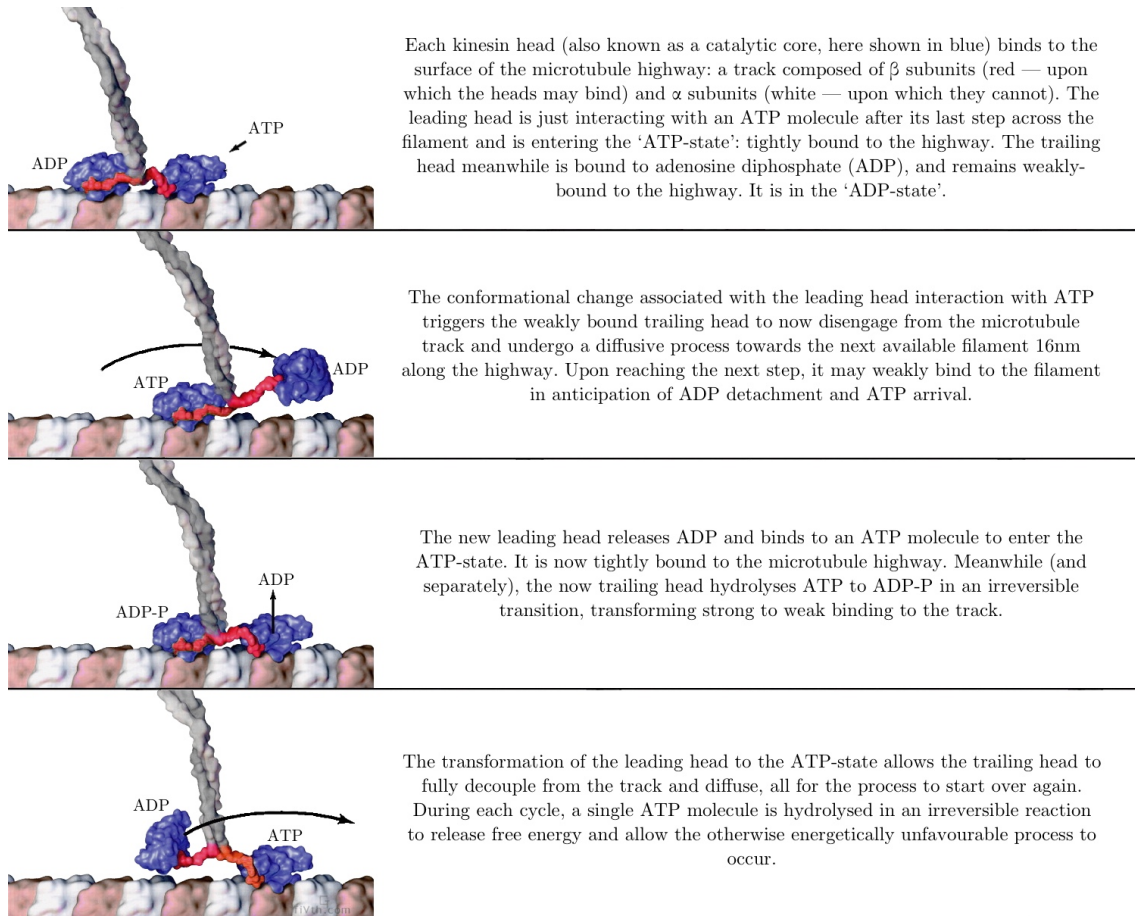 Each kinesin head (also known as a catalytic core, here shown in blue) binds to the
surface of the microtubule highway: a track composed of β subunits (red — upon
which the heads may bind) and α subunits (white — upon which they cannot). The
leading head is just interacting with an ATP molecule after its last step across the
filament and is entering the ‘ATP-state’: tightly bound to the highway. The trailing
head meanwhile is bound to adenosine diphosphate (ADP), and remains weakly-
bound to the highway. It is in the ‘ADP-state’.
ATP
ADP
The conformational change associated with the leading head interaction with ATP
triggers the weakly bound trailing head to now disengage from the microtubule
track and undergo a diffusive process towards the next available filament 16nm
along the highway. Upon reaching the next step, it may weakly bind to the filament
in anticipation of ADP detachment and ATP arrival.
ADP
ATP
The new leading head releases ADP and binds to an ATP molecule to enter the
ATP-state. It is now tightly bound to the microtubule highway. Meanwhile (and
separately), the now trailing head hydrolyses ATP to ADP-P in an irreversible
transition, transforming strong to weak binding to the track.
ADP
ADP-P
The transformation of the leading head to the ATP-state allows the trailing head to
fully decouple from the track and diffuse, all for the process to start over again.
During each cycle, a single ATP molecule is hydrolysed in an irreversible reaction
to release free energy and allow the otherwise energetically unfavourable process to
occur.
ADP
ATP